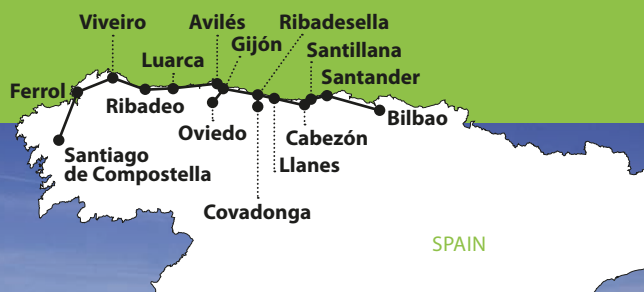 Viveiro
Avilés
Ribadesella
Gijón
Santillana
Luarca
Santander
Ferrol
Ribadeo
Bilbao
Oviedo
Cabezón
Santiago
de Compostella
Llanes
Covadonga
SPAIN